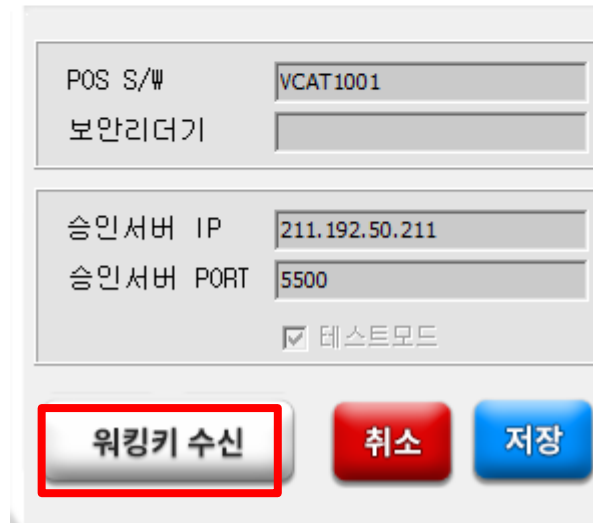 POS S/W VCAT1001
보안리더기
승인서버 IP 211.192.50.211
승인서버 PORT 5500
테스트모드
워킹키 수신 취소 저장